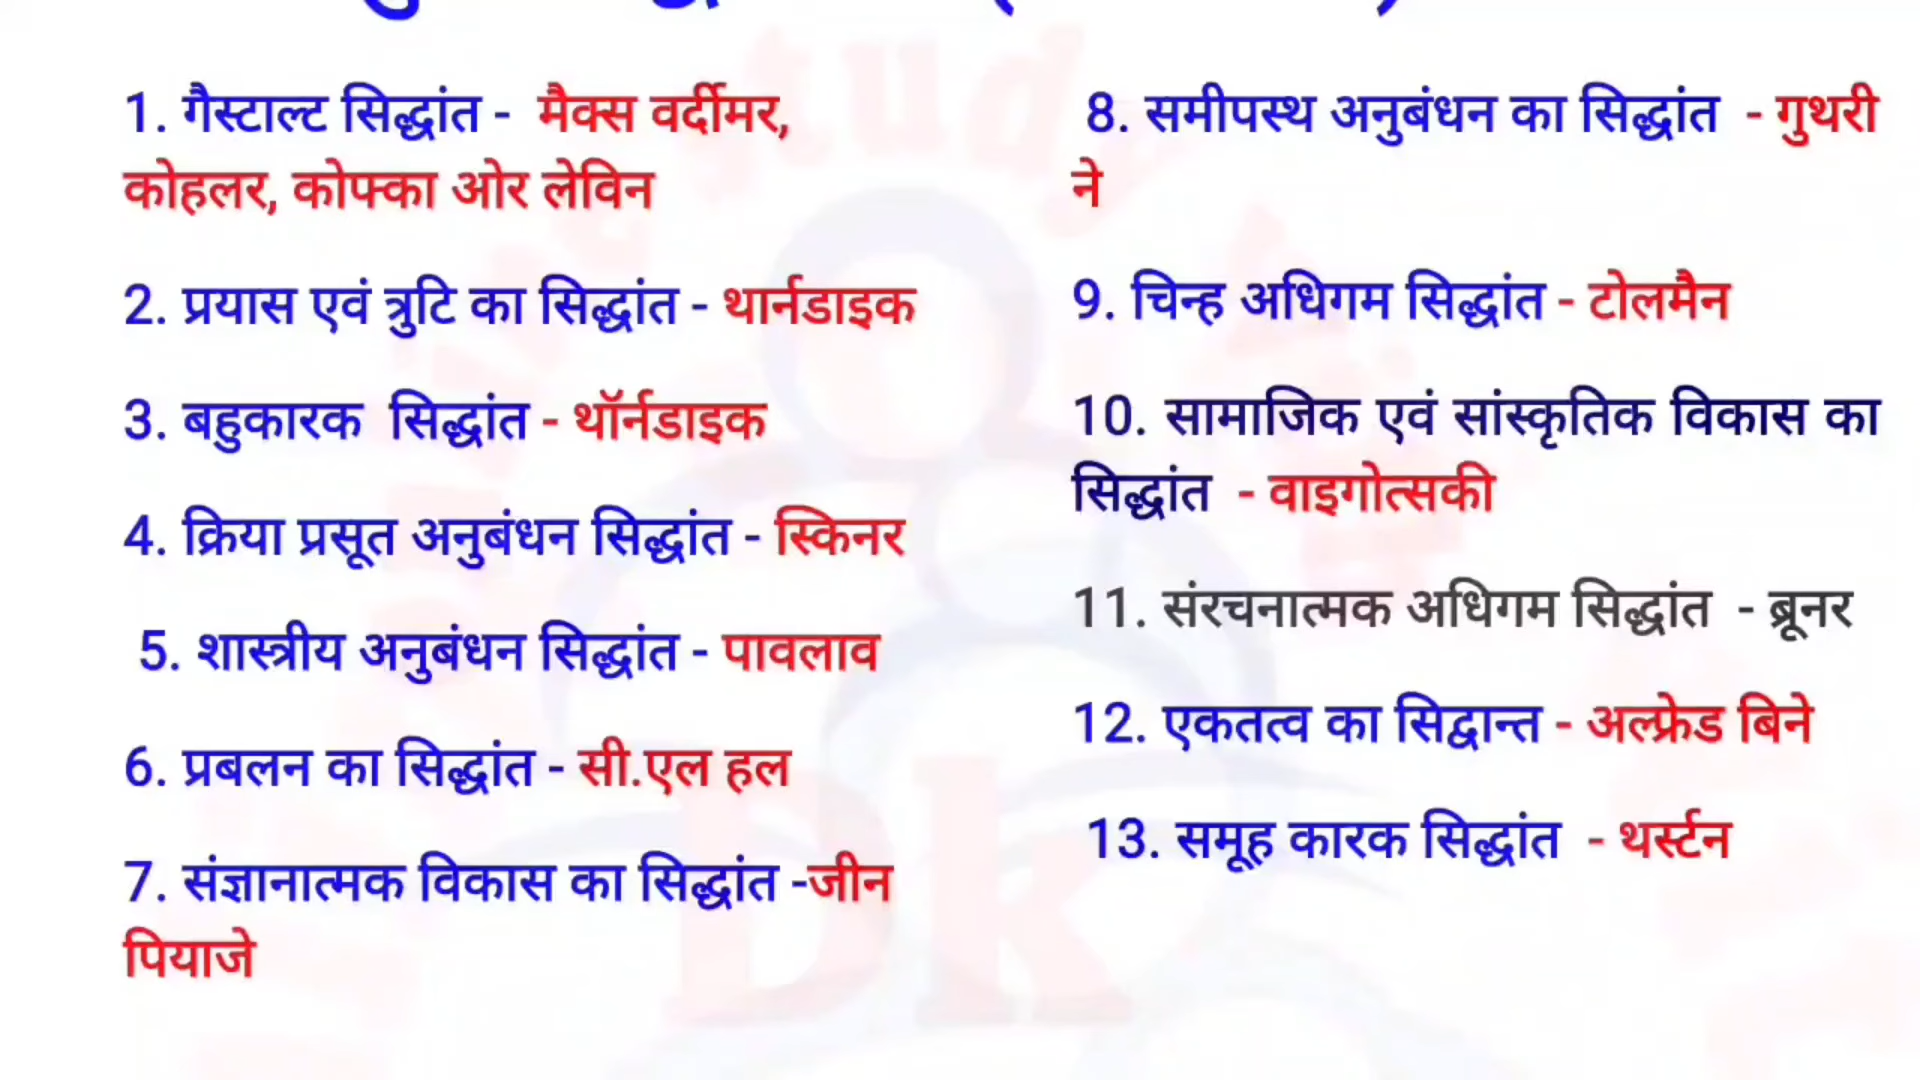 1. गैस्टाल्ट सिद्धांत - मैक्स वर्दीमर,
कोहलर, कोफ्का ओर लेविन
2. प्रयास एवं त्रुटि का सिद्धांत - थार्नडाइक
3. बहुकारक सिद्धांत - थॉर्नडाइक
4. क्रिया प्रसूत अनुबंधन सिद्धांत - स्किनर
5. शास्त्रीय अनुबंधन सिद्धांत - पावलाव
6. प्रबलन का सिद्धांत - सी.एल हल
7. संज्ञानात्मक विकास का सिद्धांत -जीन
पियाजे
8. समीपस्थ अनुबंधन का सिद्धांत - गुथरी
ने
9. चिन्ह अधिगम सिद्धांत - टोलमैन
10. सामाजिक एवं सांस्कृतिक विकास का
सिद्धांत - वाइगोत्सकी
11. संरचनात्मक अधिगम सिद्धांत - ब्रूनर
12. एकतत्व का सिद्वान्त - अल्फ्रेड बिने
13. समूह कारक सिद्धांत - थर्स्टन
Dk